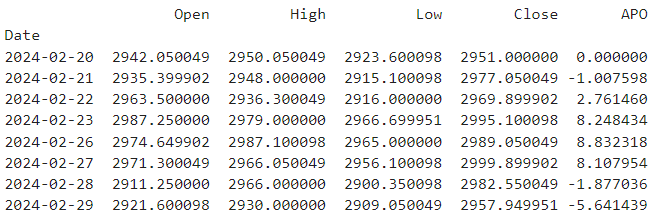 Open High Low Close APO
Date
2024-02-20 2942.050049 2950.050049 2923.600098 2951.000000 0.000000
2024-02-21 2935.399902 2948.000000 2915.100098 2977.050049 -1.007598
2024-02-22 2963.500000 2936.300049 2916.000000 2969.899902 2.761460
2024-02-23 2987.250000 2979.000000 2966.699951 2995.100098 8.248434
2024-02-26 2974.649902 2987.100098 2965.000000 2989.050049 8.832318
2024-02-27 2971.300049 2966.050049 2956.100098 2999.899902 8.107954
2024-02-28 2911.250000 2966.000000 2900.350098 2982.550049 -1.877036
2024-02-29 2921.600098 2930.000000 2909.050049 2957.949951 -5.641439